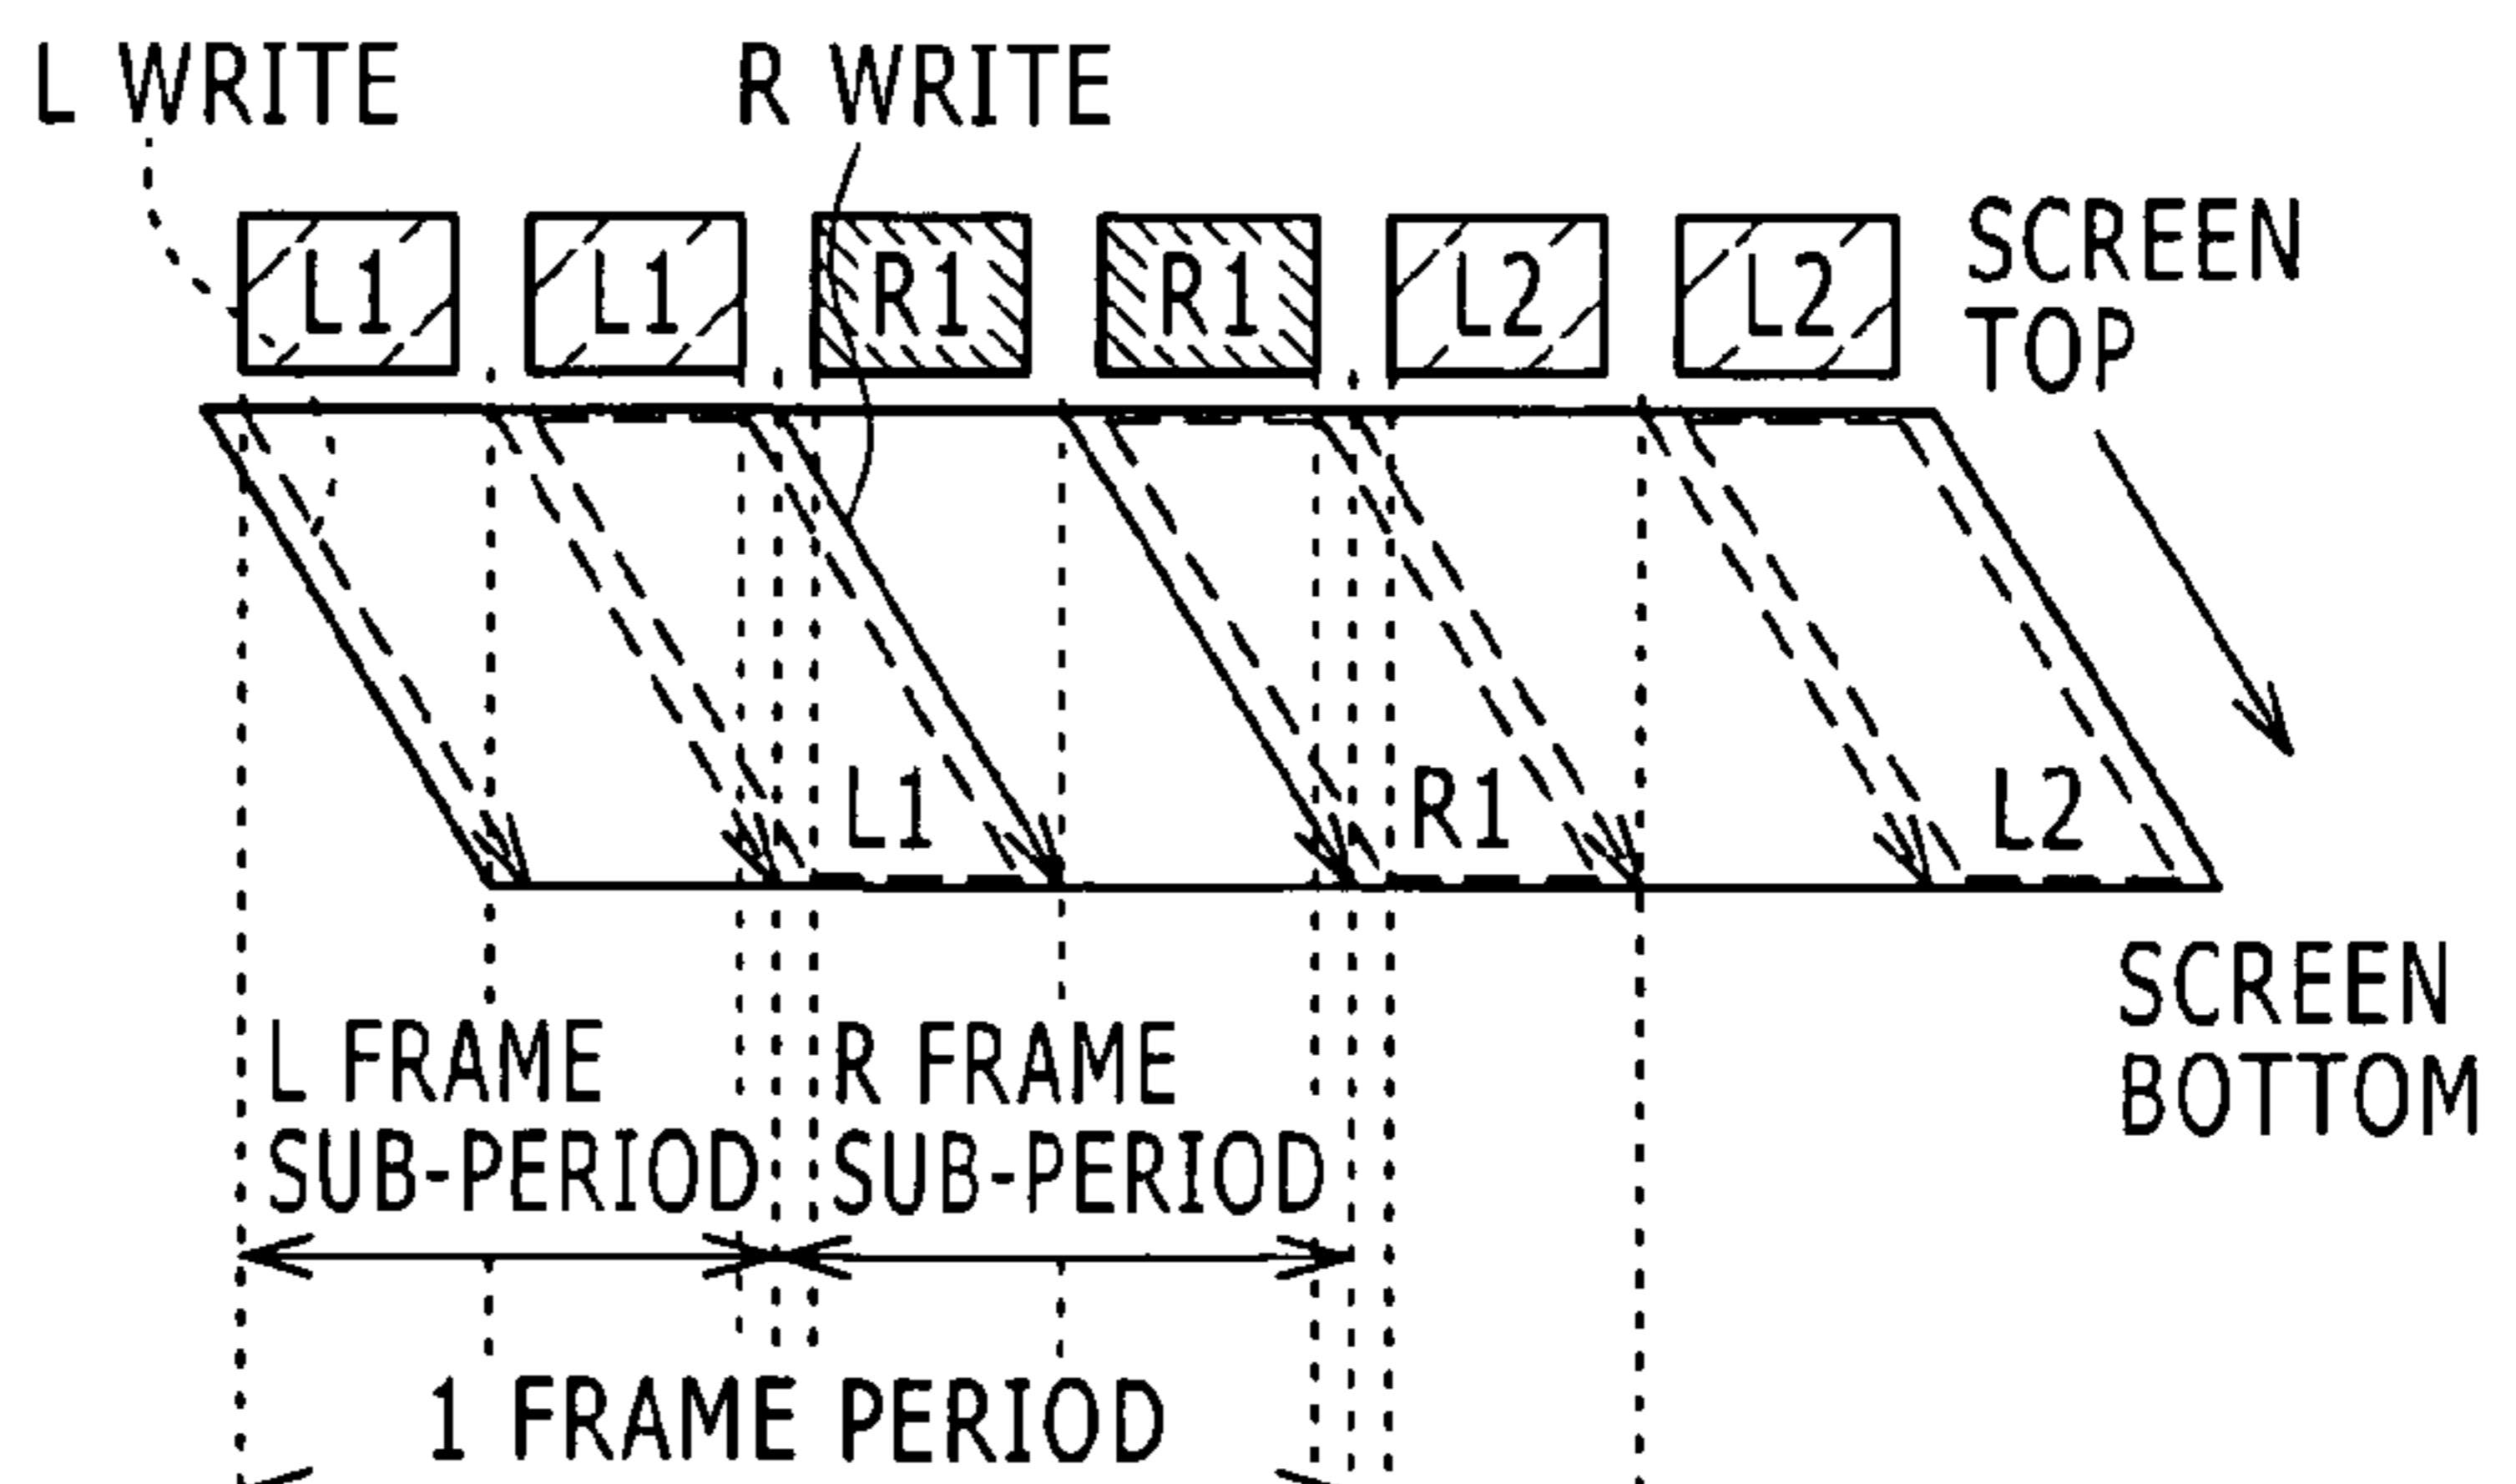 L WRITE
R WRITE
L1
L1
R1
R1
L2
L2
SCREEN
TOP
L1
R1
L2
SCREEN
BOTTOM
L FRAME
SUB-PERIOD
R FRAME
SUB-PERIOD
1 FRAME PERIOD